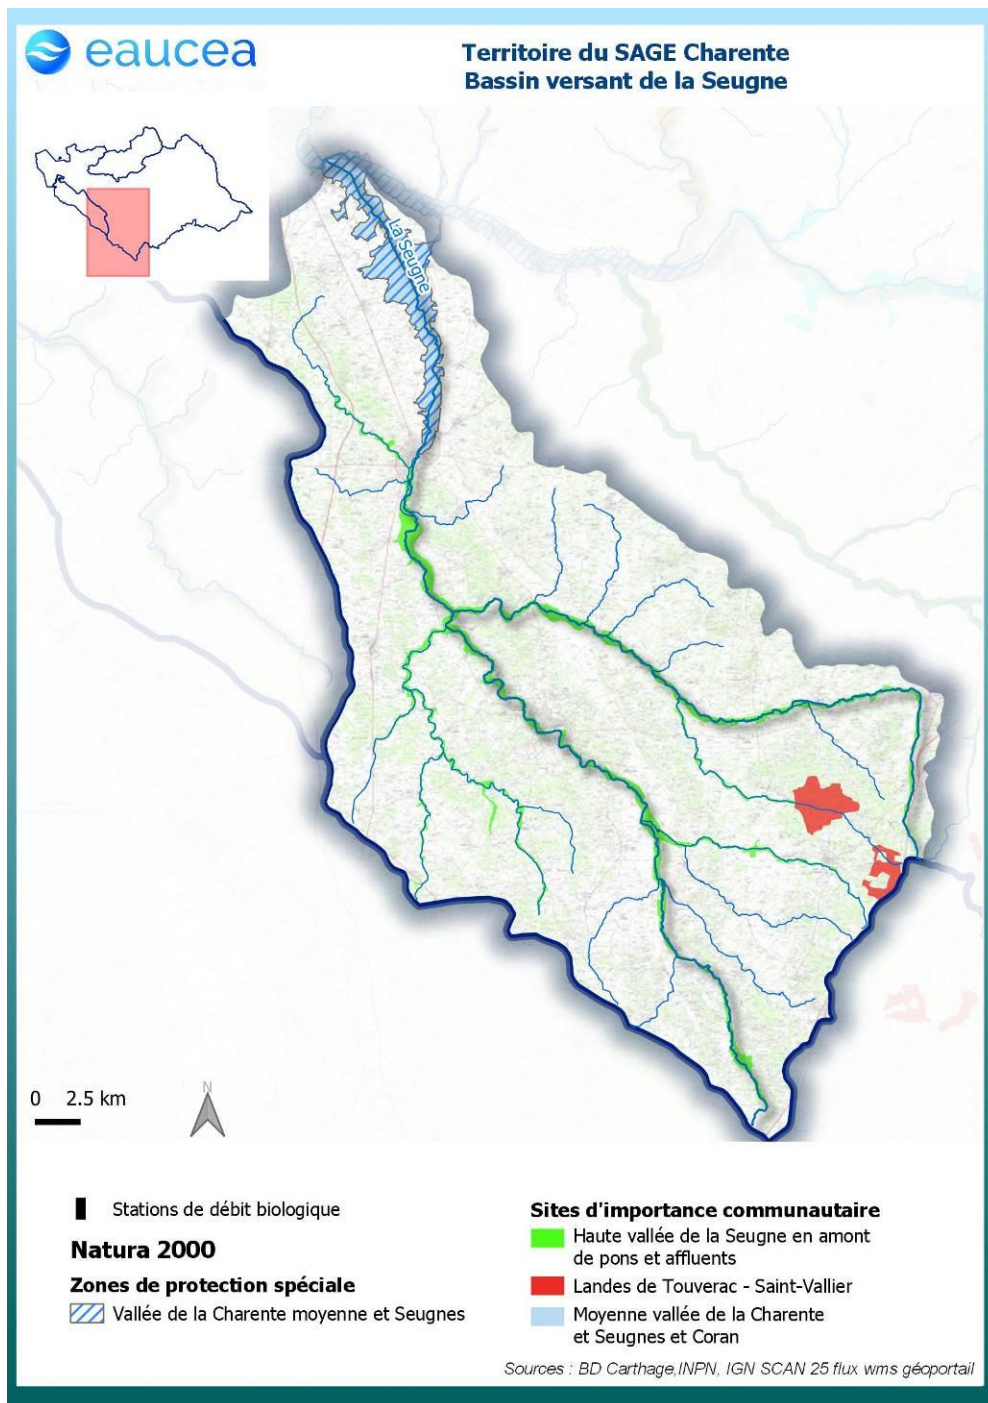 eaucea
Territoire du SAGE Charente
Bassin versant de la Seugne
La Seugne
0 2.5 km
N
Stations de débit biologique
Natura 2000
Zones de protection spéciale
Vallée de la Charente moyenne et Seugnes
Sites d'importance communautaire
Haute vallée de la Seugne en amont
de pons et affluents
Landes de Touverac - Saint-Vallier
Moyenne vallée de la Charente
et Seugnes et Coran
Sources : BD Carthage,INPN, IGN SCAN 25 flux wms géoportail